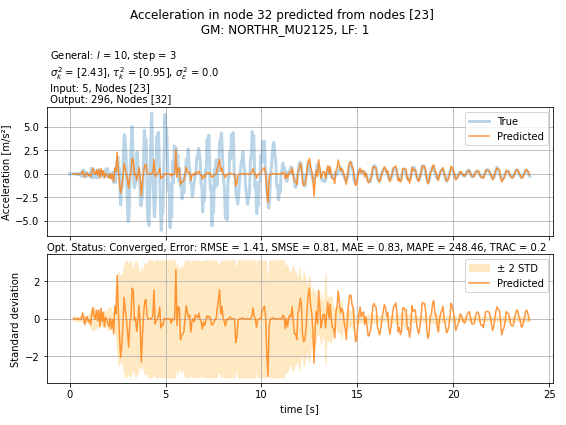 Acceleration in node 32 predicted from nodes [23]
GM: NORTHR_MU2125, LF: 1
General: l = 10, step = 3
σ²ₖ = [2.43], τ²ₖ = [0.95], σ²ε = 0.0
Input: 5, Nodes [23]
Output: 296, Nodes [32]
Acceleration [m/s²]
5.0
2.5
0.0
−2.5
−5.0
True
Predicted
Opt. Status: Converged, Error: RMSE = 1.41, SMSE = 0.81, MAE = 0.83, MAPE = 248.46, TRAC = 0.2
Standard deviation
2
0
−2
± 2 STD
Predicted
0 5 10 15 20 25
time [s]